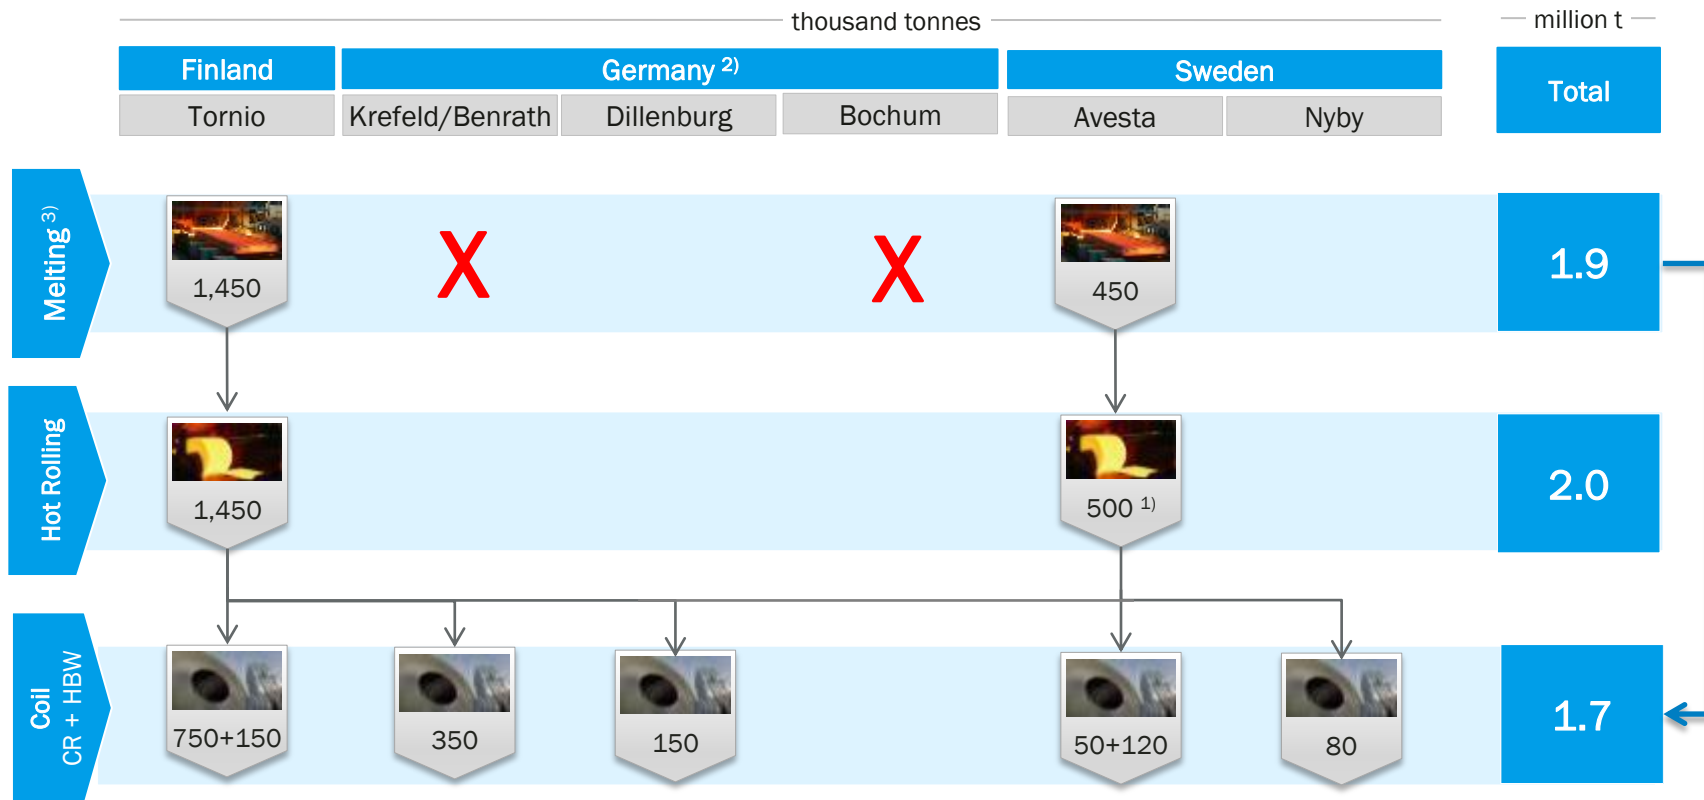 thousand tonnes
million t
Finland
Germany 2)
Sweden
Total
Tornio
Krefeld/Benrath
Dillenburg
Bochum
Avesta
Nyby
Melting 3)
1,450
X
X
450
1.9
Hot Rolling
1,450
500 1)
2.0
Coil
CR + HBW
750+150
350
150
50+120
80
1.7